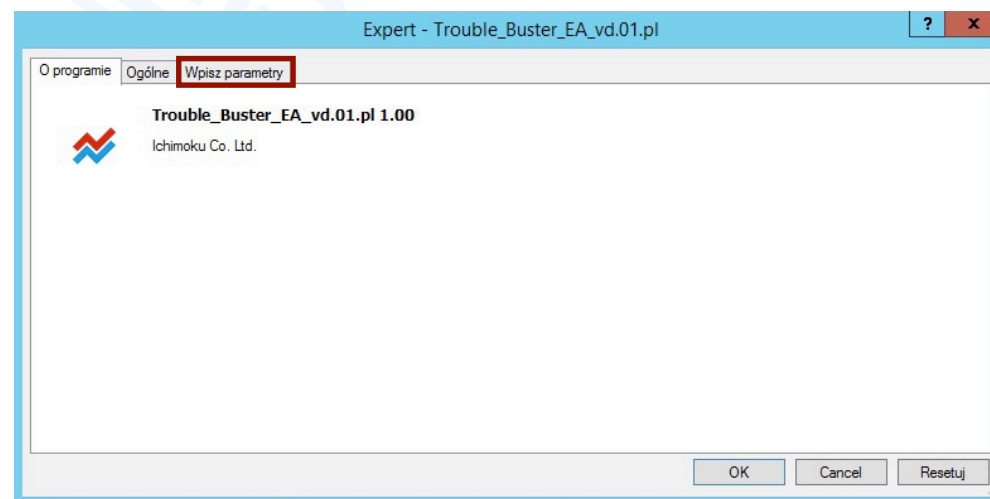 Expert - Trouble_Buster_EA_vd.01.pl
? x
O programie Ogólne Wpisz parametry
Trouble_Buster_EA_vd.01.pl 1.00
Ichimoku Co. Ltd.
OK Cancel Resetuj